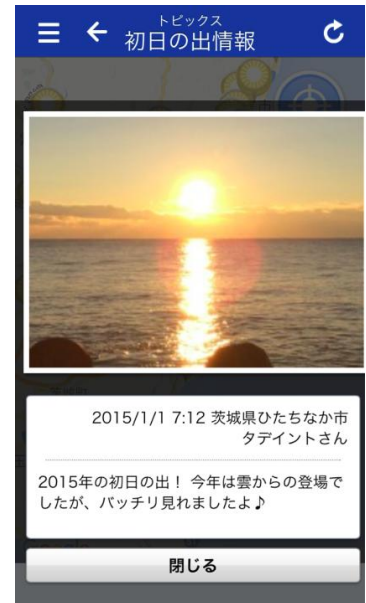 トピックス
初日の出情報
2015/1/1 7:12 茨城県ひたちなか市
タデイントさん
2015年の初日の出！ 今年は雲からの登場で
したが、バッチリ見れましたよ♪
閉じる